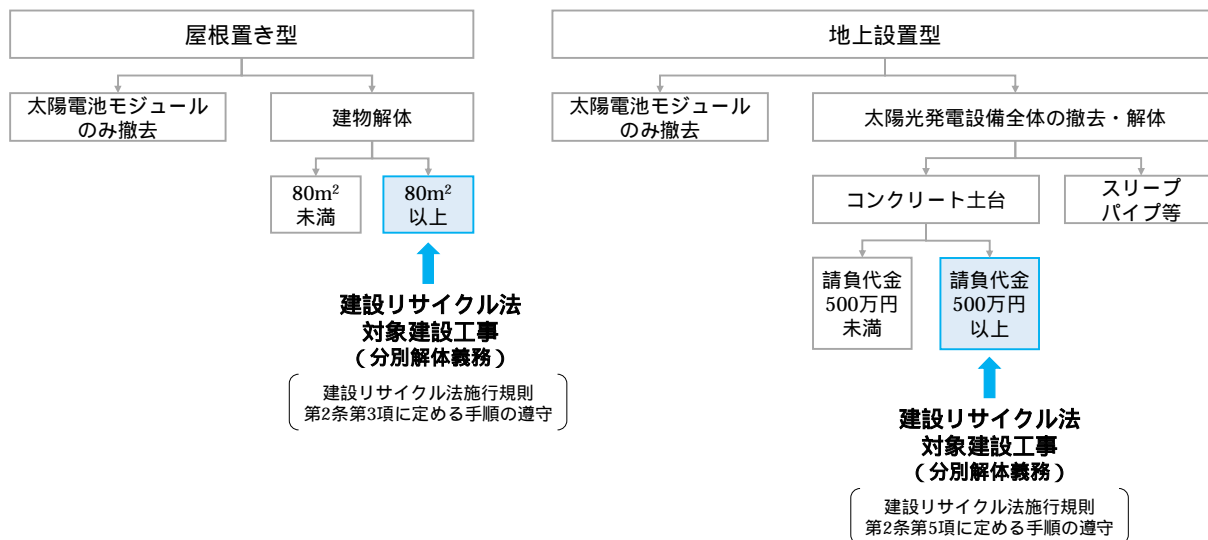 屋根置き型
太陽電池モジュール
のみ撤去
建物解体
80m²
未満
80m²
以上
建設リサイクル法
対象建設工事
(分別解体義務)
建設リサイクル法施行規則
第2条第3項に定める手順の遵守
地上設置型
太陽電池モジュール
のみ撤去
太陽光発電設備全体の撤去・解体
コンクリート土台
スリープ
パイプ等
請負代金
500万円
未満
請負代金
500万円
以上
建設リサイクル法
対象建設工事
(分別解体義務)
建設リサイクル法施行規則
第2条第5項に定める手順の遵守